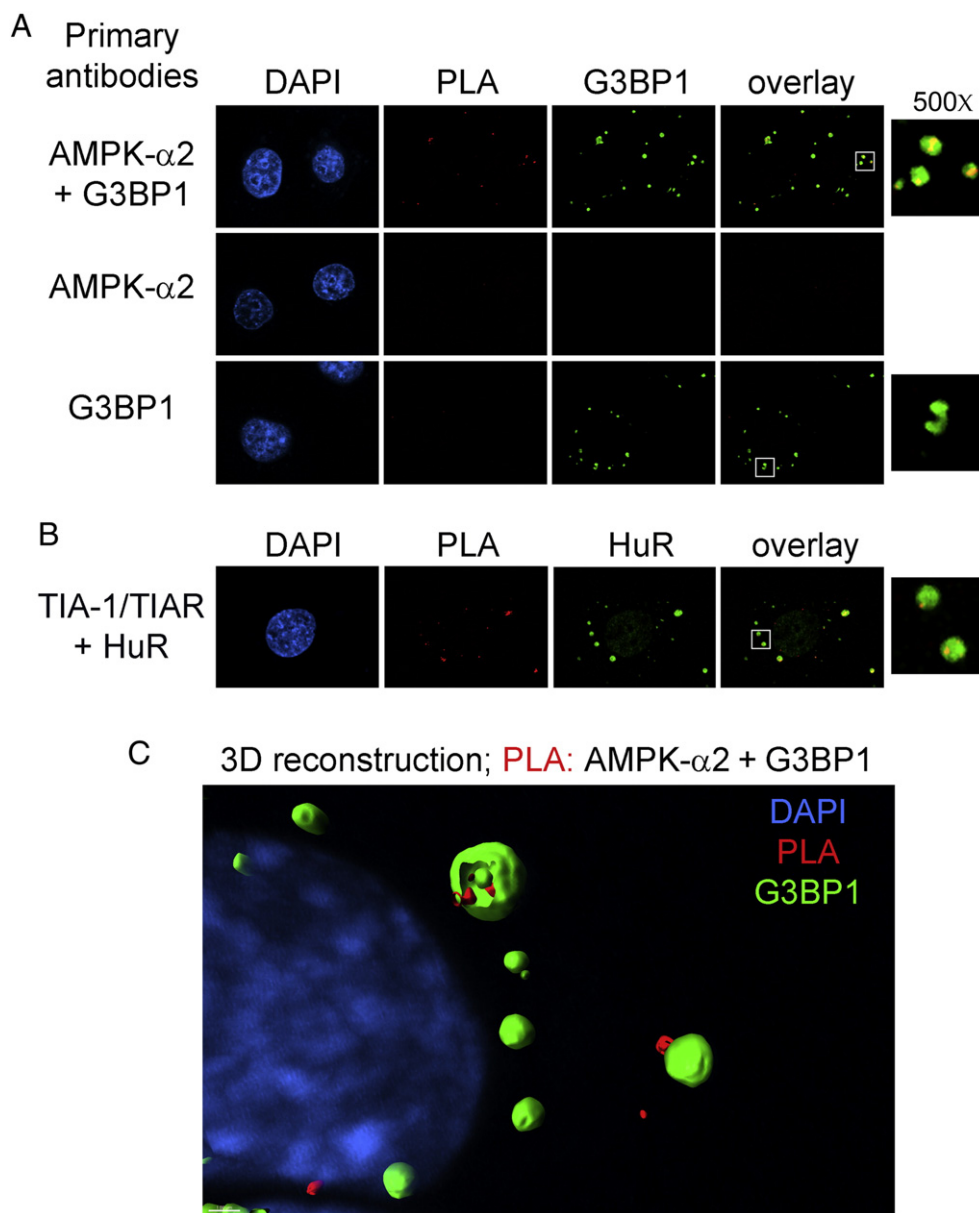 A
Primary
antibodies
DAPI PLA G3BP1 overlay
500X
AMPK-α2
+ G3BP1
AMPK-α2
G3BP1
B
DAPI PLA HuR overlay
TIA-1/TIAR
+ HuR
C
3D reconstruction; PLA: AMPK-α2 + G3BP1
DAPI
PLA
G3BP1